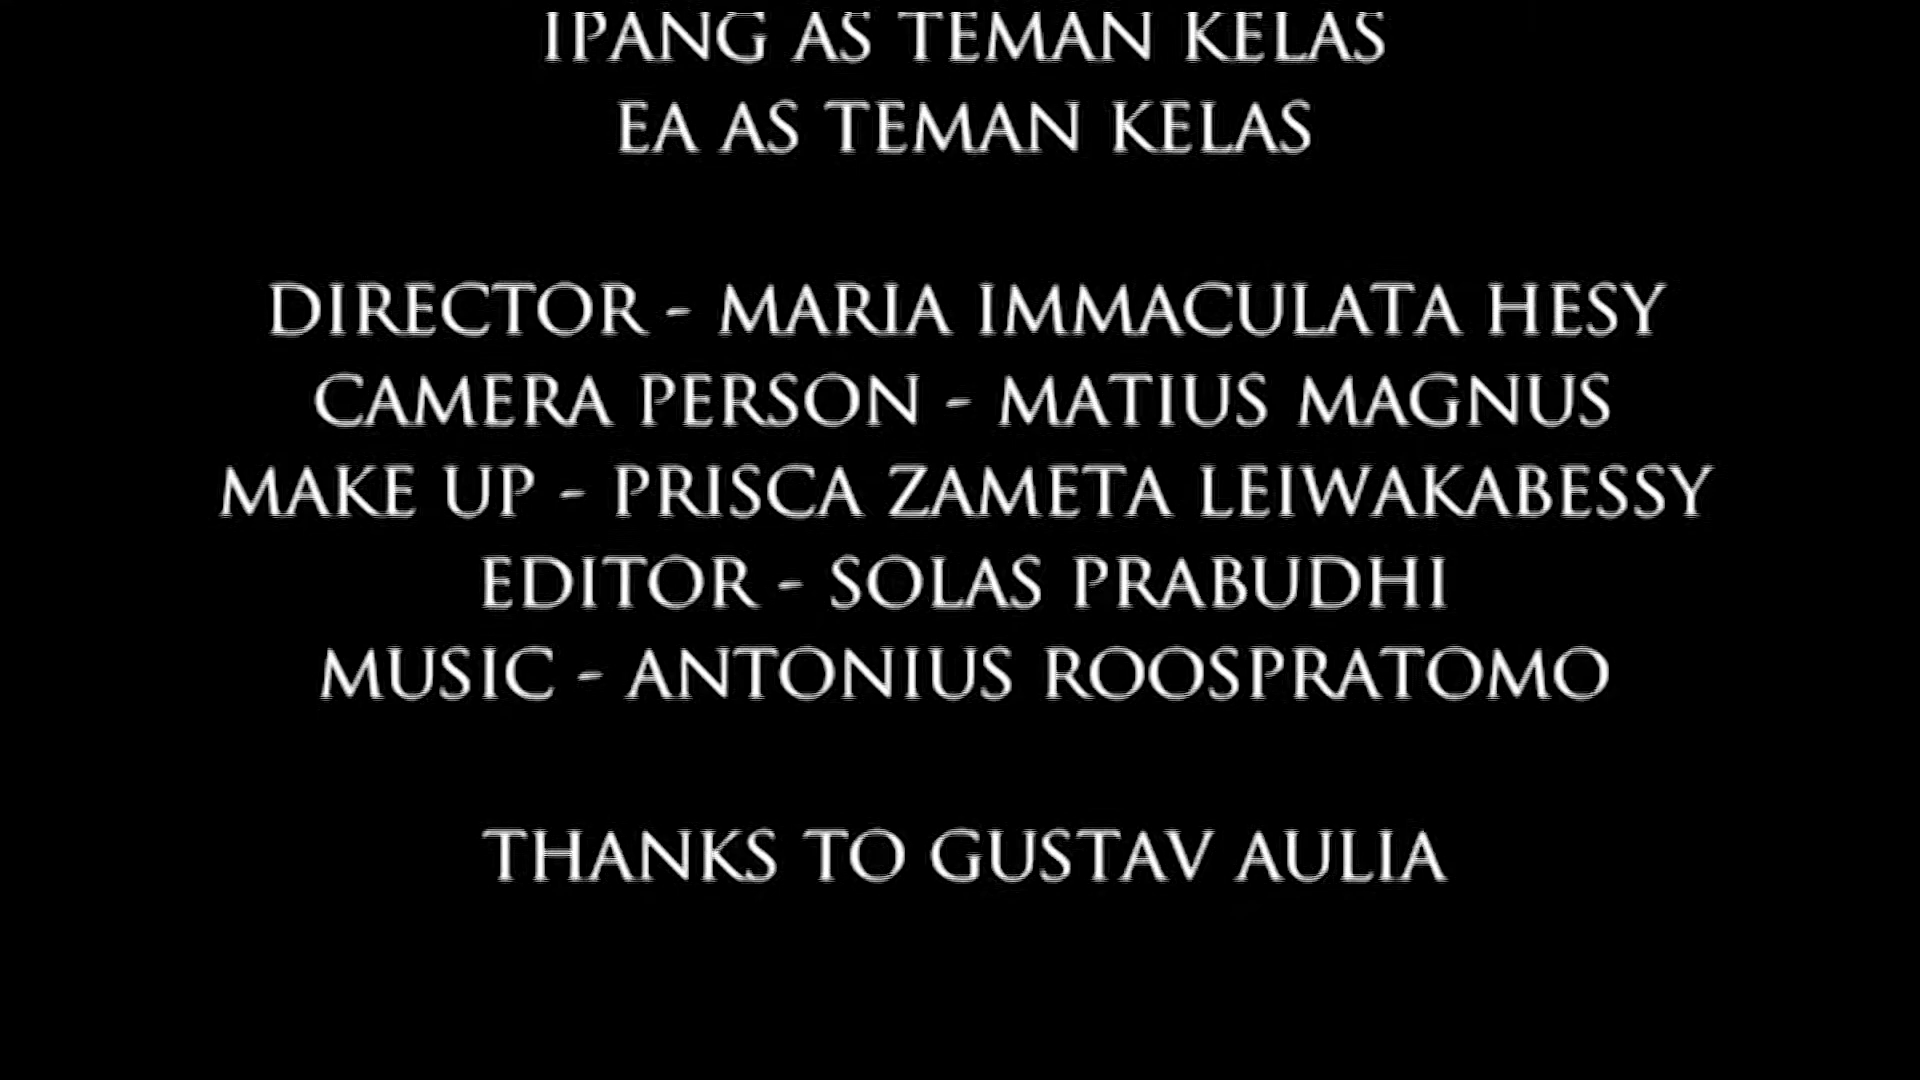 IPANG AS TEMAN KELAS
EA AS TEMAN KELAS
DIRECTOR - MARIA IMMACULATA HESY
CAMERA PERSON - MATIUS MAGNUS
MAKE UP - PRISCA ZAMETA LEIWAKABESSY
EDITOR - SOLAS PRABUDHI
MUSIC - ANTONIUS ROOSPRATOMO
THANKS TO GUSTAV AULIA